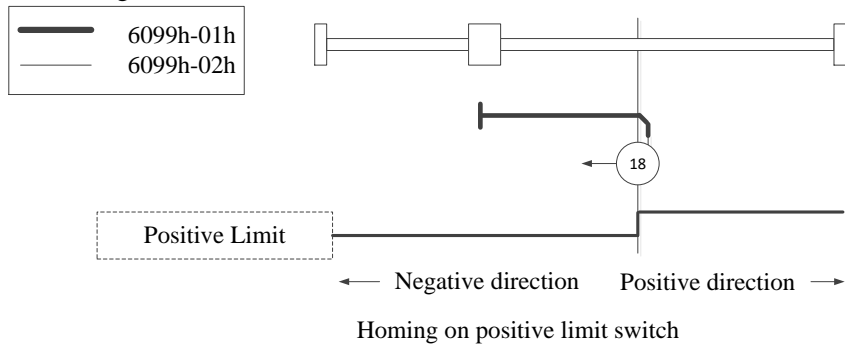 6099h-01h
6099h-02h
18
Positive Limit
Negative direction
Positive direction
Homing on positive limit switch